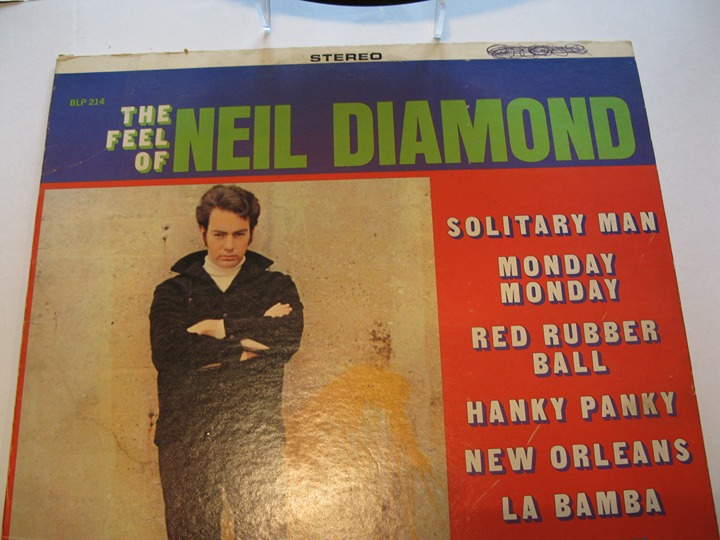 STEREO
BLP 214
THE
FEEL
OF
NEIL DIAMOND
SOLITARY MAN
MONDAY
MONDAY
RED RUBBER
BALL
HANKY PANKY
NEW ORLEANS
LA BAMBA